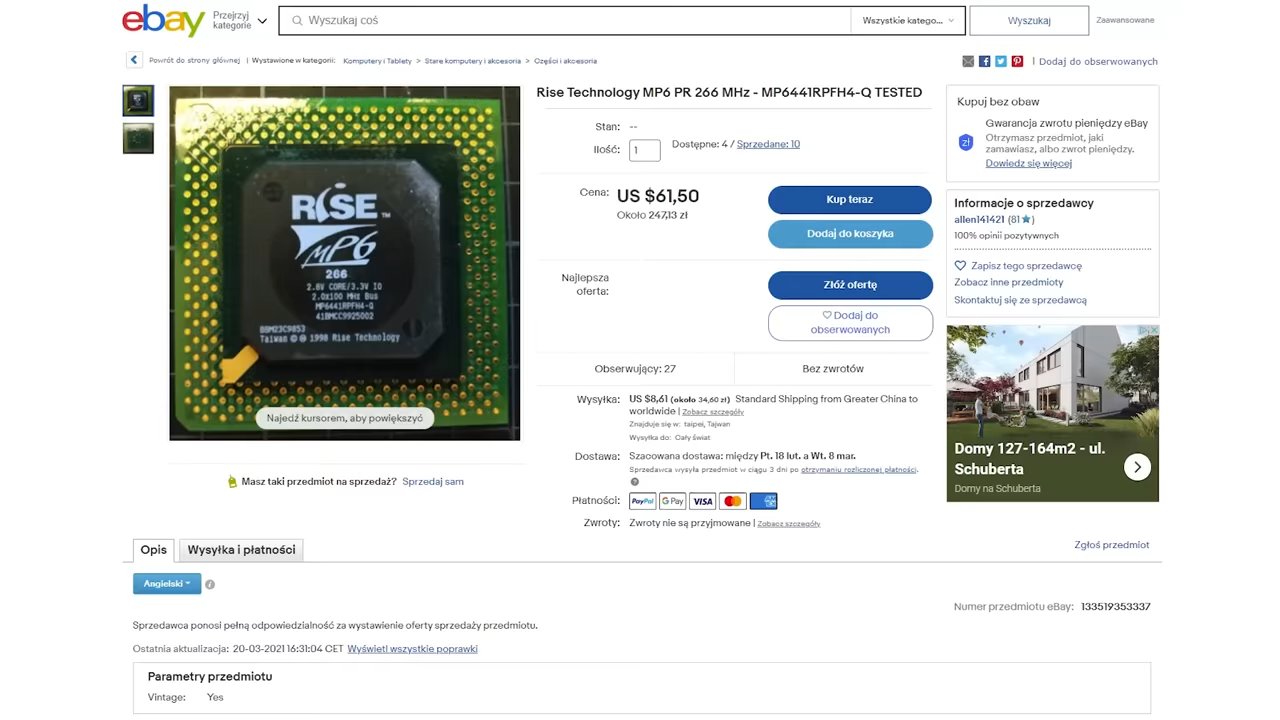 ebay
Przejrzyj kategorie
Wyszukaj coś
Wszystkie katego...
Wyszukaj
Zaawansowane
Powrót do strony głównej | Wystawione w kategorii: Komputery i Tablety > Stare komputery i akcesoria > Części i akcesoria
| Dodaj do obserwowanych
RiSE™
MP6
266
2.8V CORE/3.3V IO
2.0x100 MHz Bus
MP6441RPFH4-Q
41BMCC9925002
BBM23C9853
Taiwan Ⓜ © 1998 Rise Technology
Najedź kursorem, aby powiększyć
Masz taki przedmiot na sprzedaż? Sprzedaj sam
Rise Technology MP6 PR 266 MHz - MP6441RPFH4-Q TESTED
Stan: --
Ilość: 1 Dostępne: 4 / Sprzedane: 10
Cena: US $61,50
Około 247,13 zł
Kup teraz
Dodaj do koszyka
Najlepsza
oferta:
Złóż ofertę
Dodaj do
obserwowanych
Obserwujący: 27
Bez zwrotów
Wysyłka: US $8,61 (około 34,60 zł) Standard Shipping from Greater China to
worldwide | Zobacz szczegóły
Znajduje się w: taipei, Tajwan
Wysyłka do: Cały świat
Dostawa: Szacowana dostawa: między Pt. 18 lut. a Wt. 8 mar.
Sprzedawca wysyła przedmiot w ciągu 3 dni po otrzymaniu rozliczonej płatności.
Płatności: PayPal G Pay VISA
Zwroty: Zwroty nie są przyjmowane | Zobacz szczegóły
Kupuj bez obaw
Gwarancja zwrotu pieniędzy eBay
zł
Otrzymasz przedmiot, jaki
zamawiasz, albo zwrot pieniędzy.
Dowiedz się więcej
Informacje o sprzedawcy
allen141421 (81)
100% opinii pozytywnych
Zapisz tego sprzedawcę
Zobacz inne przedmioty
Skontaktuj się ze sprzedawcą
Domy 127-164m2 - ul.
Schuberta
Domy na Schuberta
Zgłoś przedmiot
Opis
Wysyłka i płatności
Angielski
Numer przedmiotu eBay: 133519353337
Sprzedawca ponosi pełną odpowiedzialność za wystawienie oferty sprzedaży przedmiotu.
Ostatnia aktualizacja: 20-03-2021 16:31:04 CET Wyświetl wszystkie poprawki
Parametry przedmiotu
Vintage: Yes